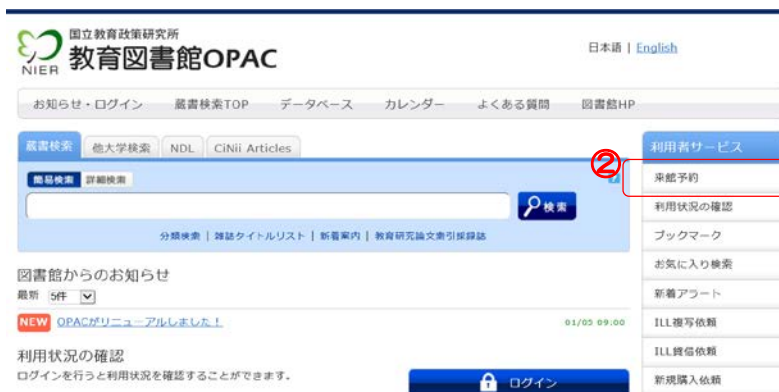 国立教育政策研究所
NIER 教育図書館OPAC
日本語 | English
お知らせ・ログイン 蔵書検索TOP データベース カレンダー よくある質問 図書館HP
蔵書検索 他大学検索 NDL CiNii Articles
簡易検索 詳細検索
検索
分類検索 | 雑誌タイトルリスト | 新着案内 | 教育研究論文索引採録誌
図書館からのお知らせ
最新 5件
NEW OPACがリニューアルしました! 01/05 09:00
利用状況の確認
ログインを行うと利用状況を確認することができます。
ログイン
利用者サービス
②
来館予約
利用状況の確認
ブックマーク
お気に入り検索
新着アラート
ILL複写依頼
ILL貸借依頼
新規購入依頼